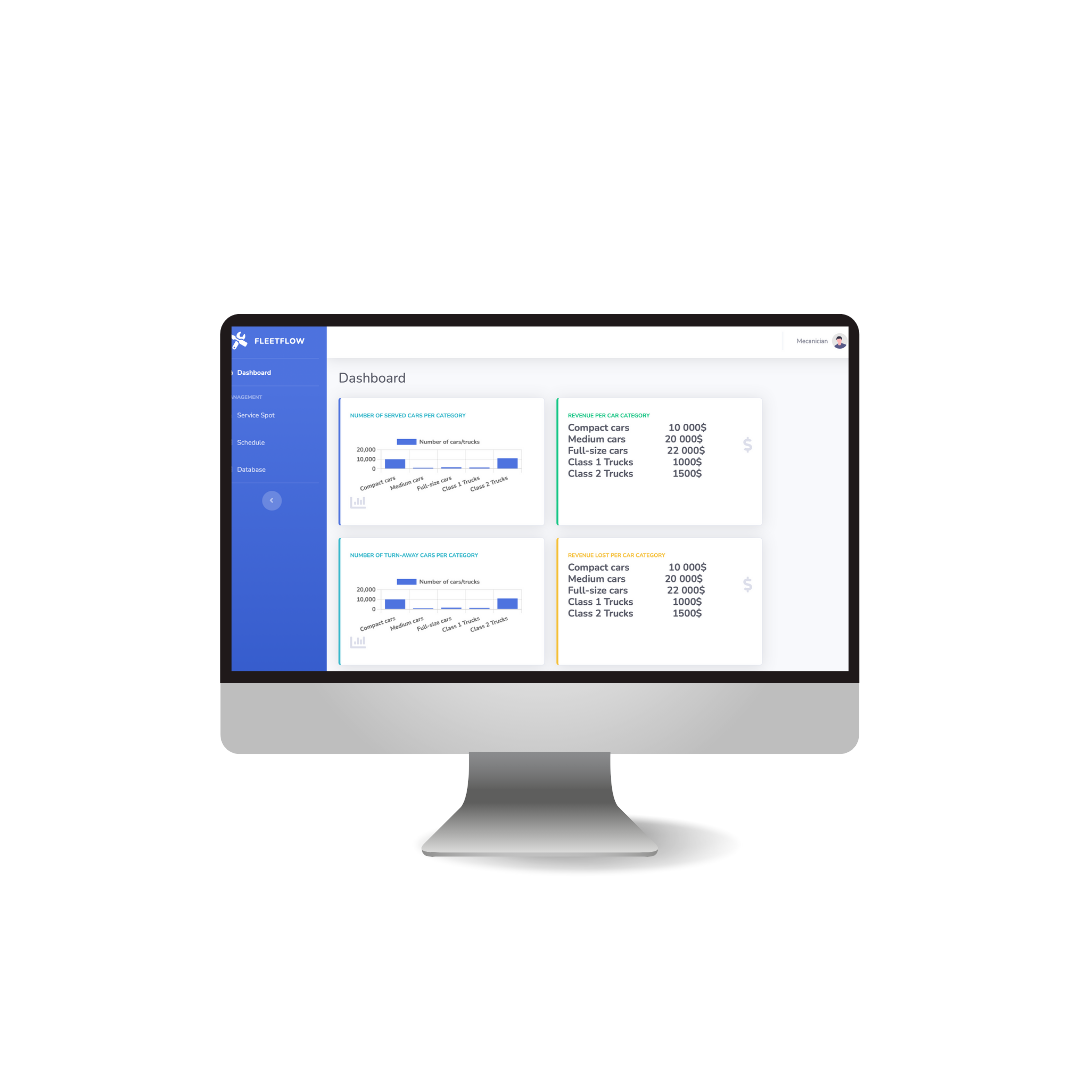 FLEETFLOW
Mecanician
Dashboard
NAGEMENT
Service Spot
Schedule
Database
Dashboard
NUMBER OF SERVED CARS PER CATEGORY
Number of cars/trucks
20,000
10,000
0
Compact cars
Medium cars
Full-size cars
Class 1 Trucks
Class 2 Trucks
REVENUE PER CAR CATEGORY
Compact cars 10 000$
Medium cars 20 000$
Full-size cars 22 000$
Class 1 Trucks 1000$
Class 2 Trucks 1500$
$
NUMBER OF TURN-AWAY CARS PER CATEGORY
Number of cars/trucks
20,000
10,000
0
Compact cars
Medium cars
Full-size cars
Class 1 Trucks
Class 2 Trucks
REVENUE LOST PER CAR CATEGORY
Compact cars 10 000$
Medium cars 20 000$
Full-size cars 22 000$
Class 1 Trucks 1000$
Class 2 Trucks 1500$
$